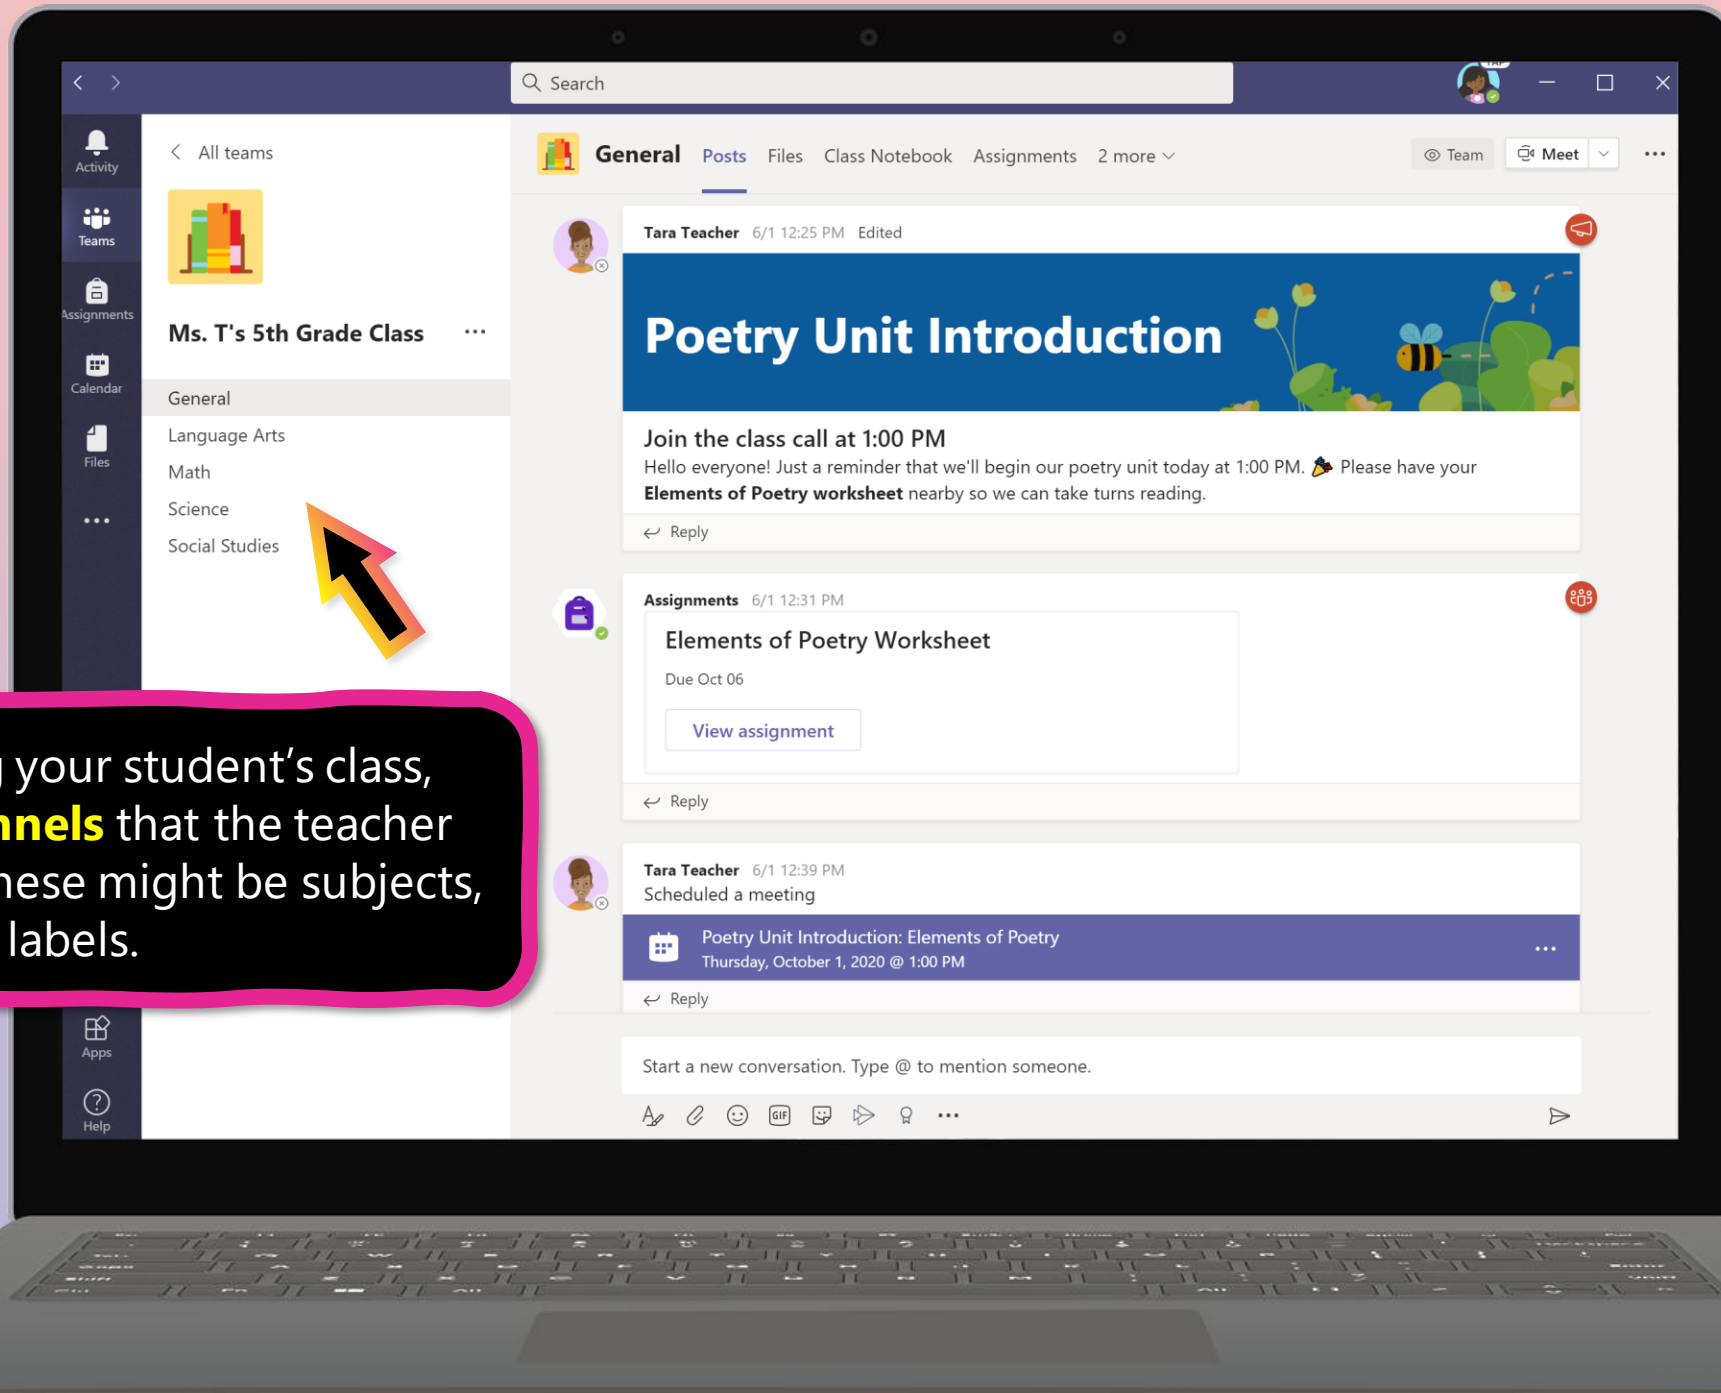 Search
Activity
Teams
Assignments
Calendar
Files
Apps
Help
All teams
Ms. T's 5th Grade Class
General
Language Arts
Math
Science
Social Studies
your student's class,
nnels that the teacher
hese might be subjects,
labels.
General Posts Files Class Notebook Assignments 2 more
Team Meet
Tara Teacher 6/1 12:25 PM Edited
Poetry Unit Introduction
Join the class call at 1:00 PM
Hello everyone! Just a reminder that we'll begin our poetry unit today at 1:00 PM. 🎉 Please have your
Elements of Poetry worksheet nearby so we can take turns reading.
Reply
Assignments 6/1 12:31 PM
Elements of Poetry Worksheet
Due Oct 06
View assignment
Reply
Tara Teacher 6/1 12:39 PM
Scheduled a meeting
Poetry Unit Introduction: Elements of Poetry
Thursday, October 1, 2020 @ 1:00 PM
Reply
Start a new conversation. Type @ to mention someone.
GIF